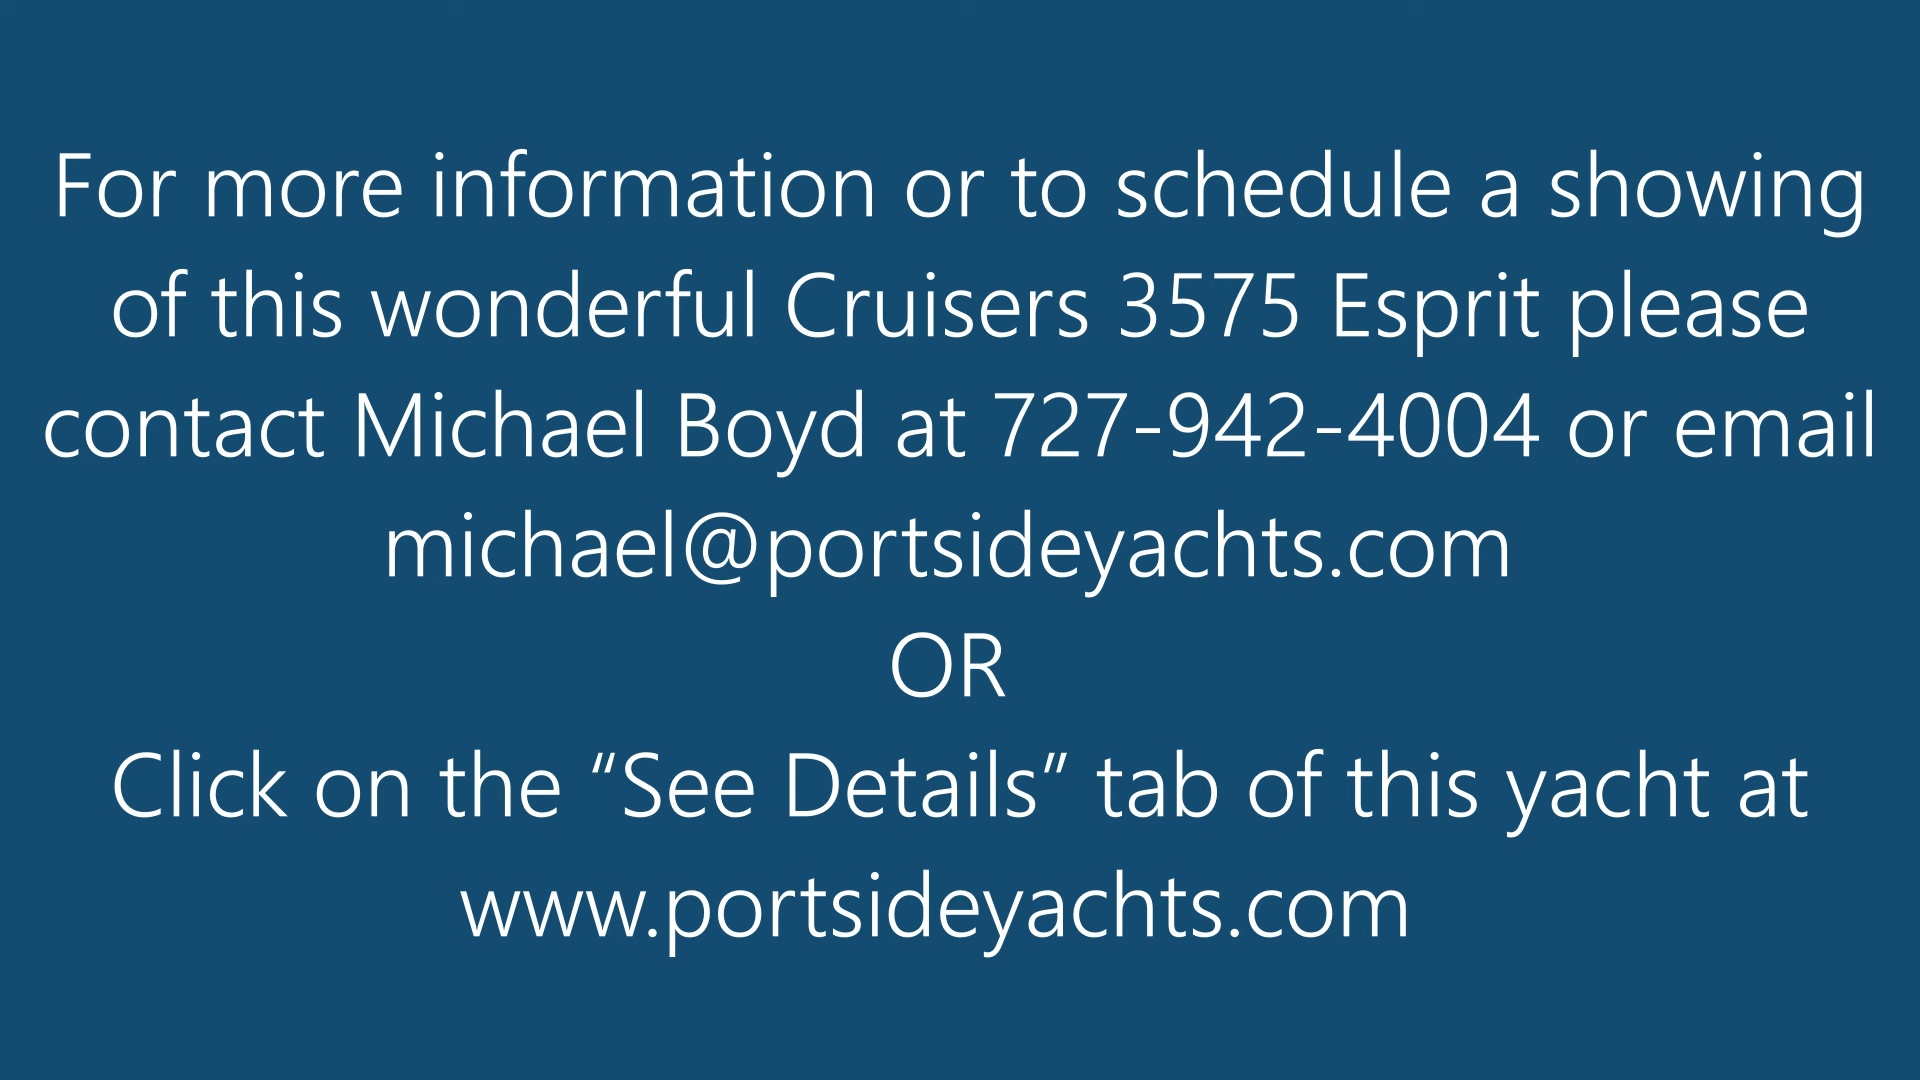 For more information or to schedule a showing
of this wonderful Cruisers 3575 Esprit please
contact Michael Boyd at 727-942-4004 or email
michael@portsideyachts.com
OR
Click on the “See Details” tab of this yacht at
www.portsideyachts.com